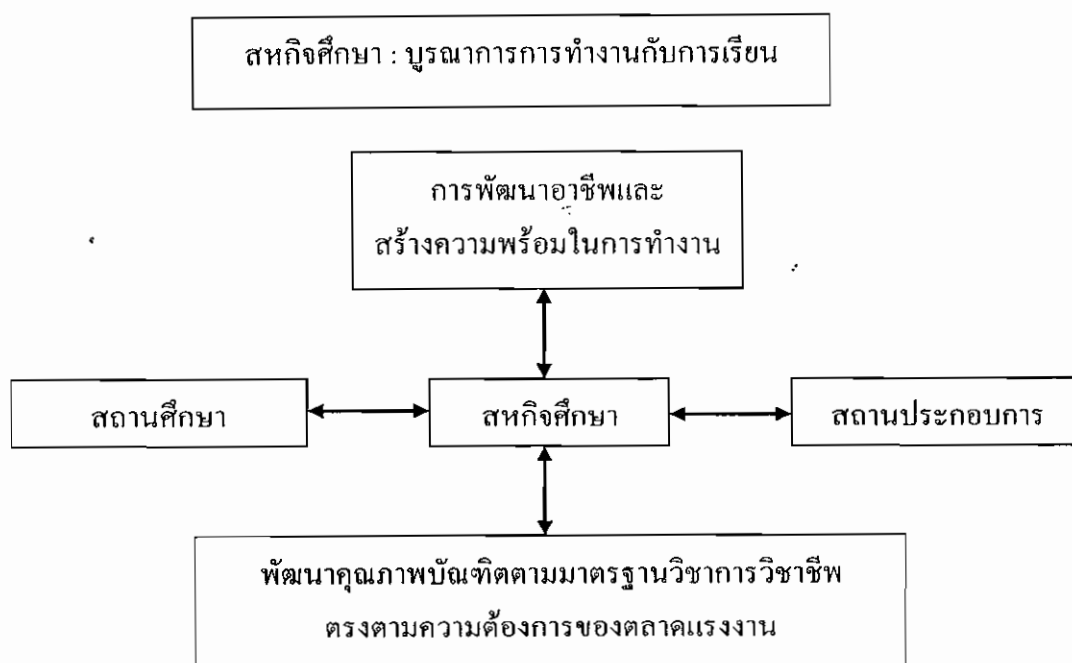 สหกิจศึกษา : บูรณาการการทำงานกับการเรียน
การพัฒนาอาชีพและ
สร้างความพร้อมในการทำงาน
สถานศึกษา
สหกิจศึกษา
สถานประกอบการ
พัฒนาคุณภาพบัณฑิตตามมาตรฐานวิชาการวิชาชีพ
ตรงตามความต้องการของตลาดแรงงาน